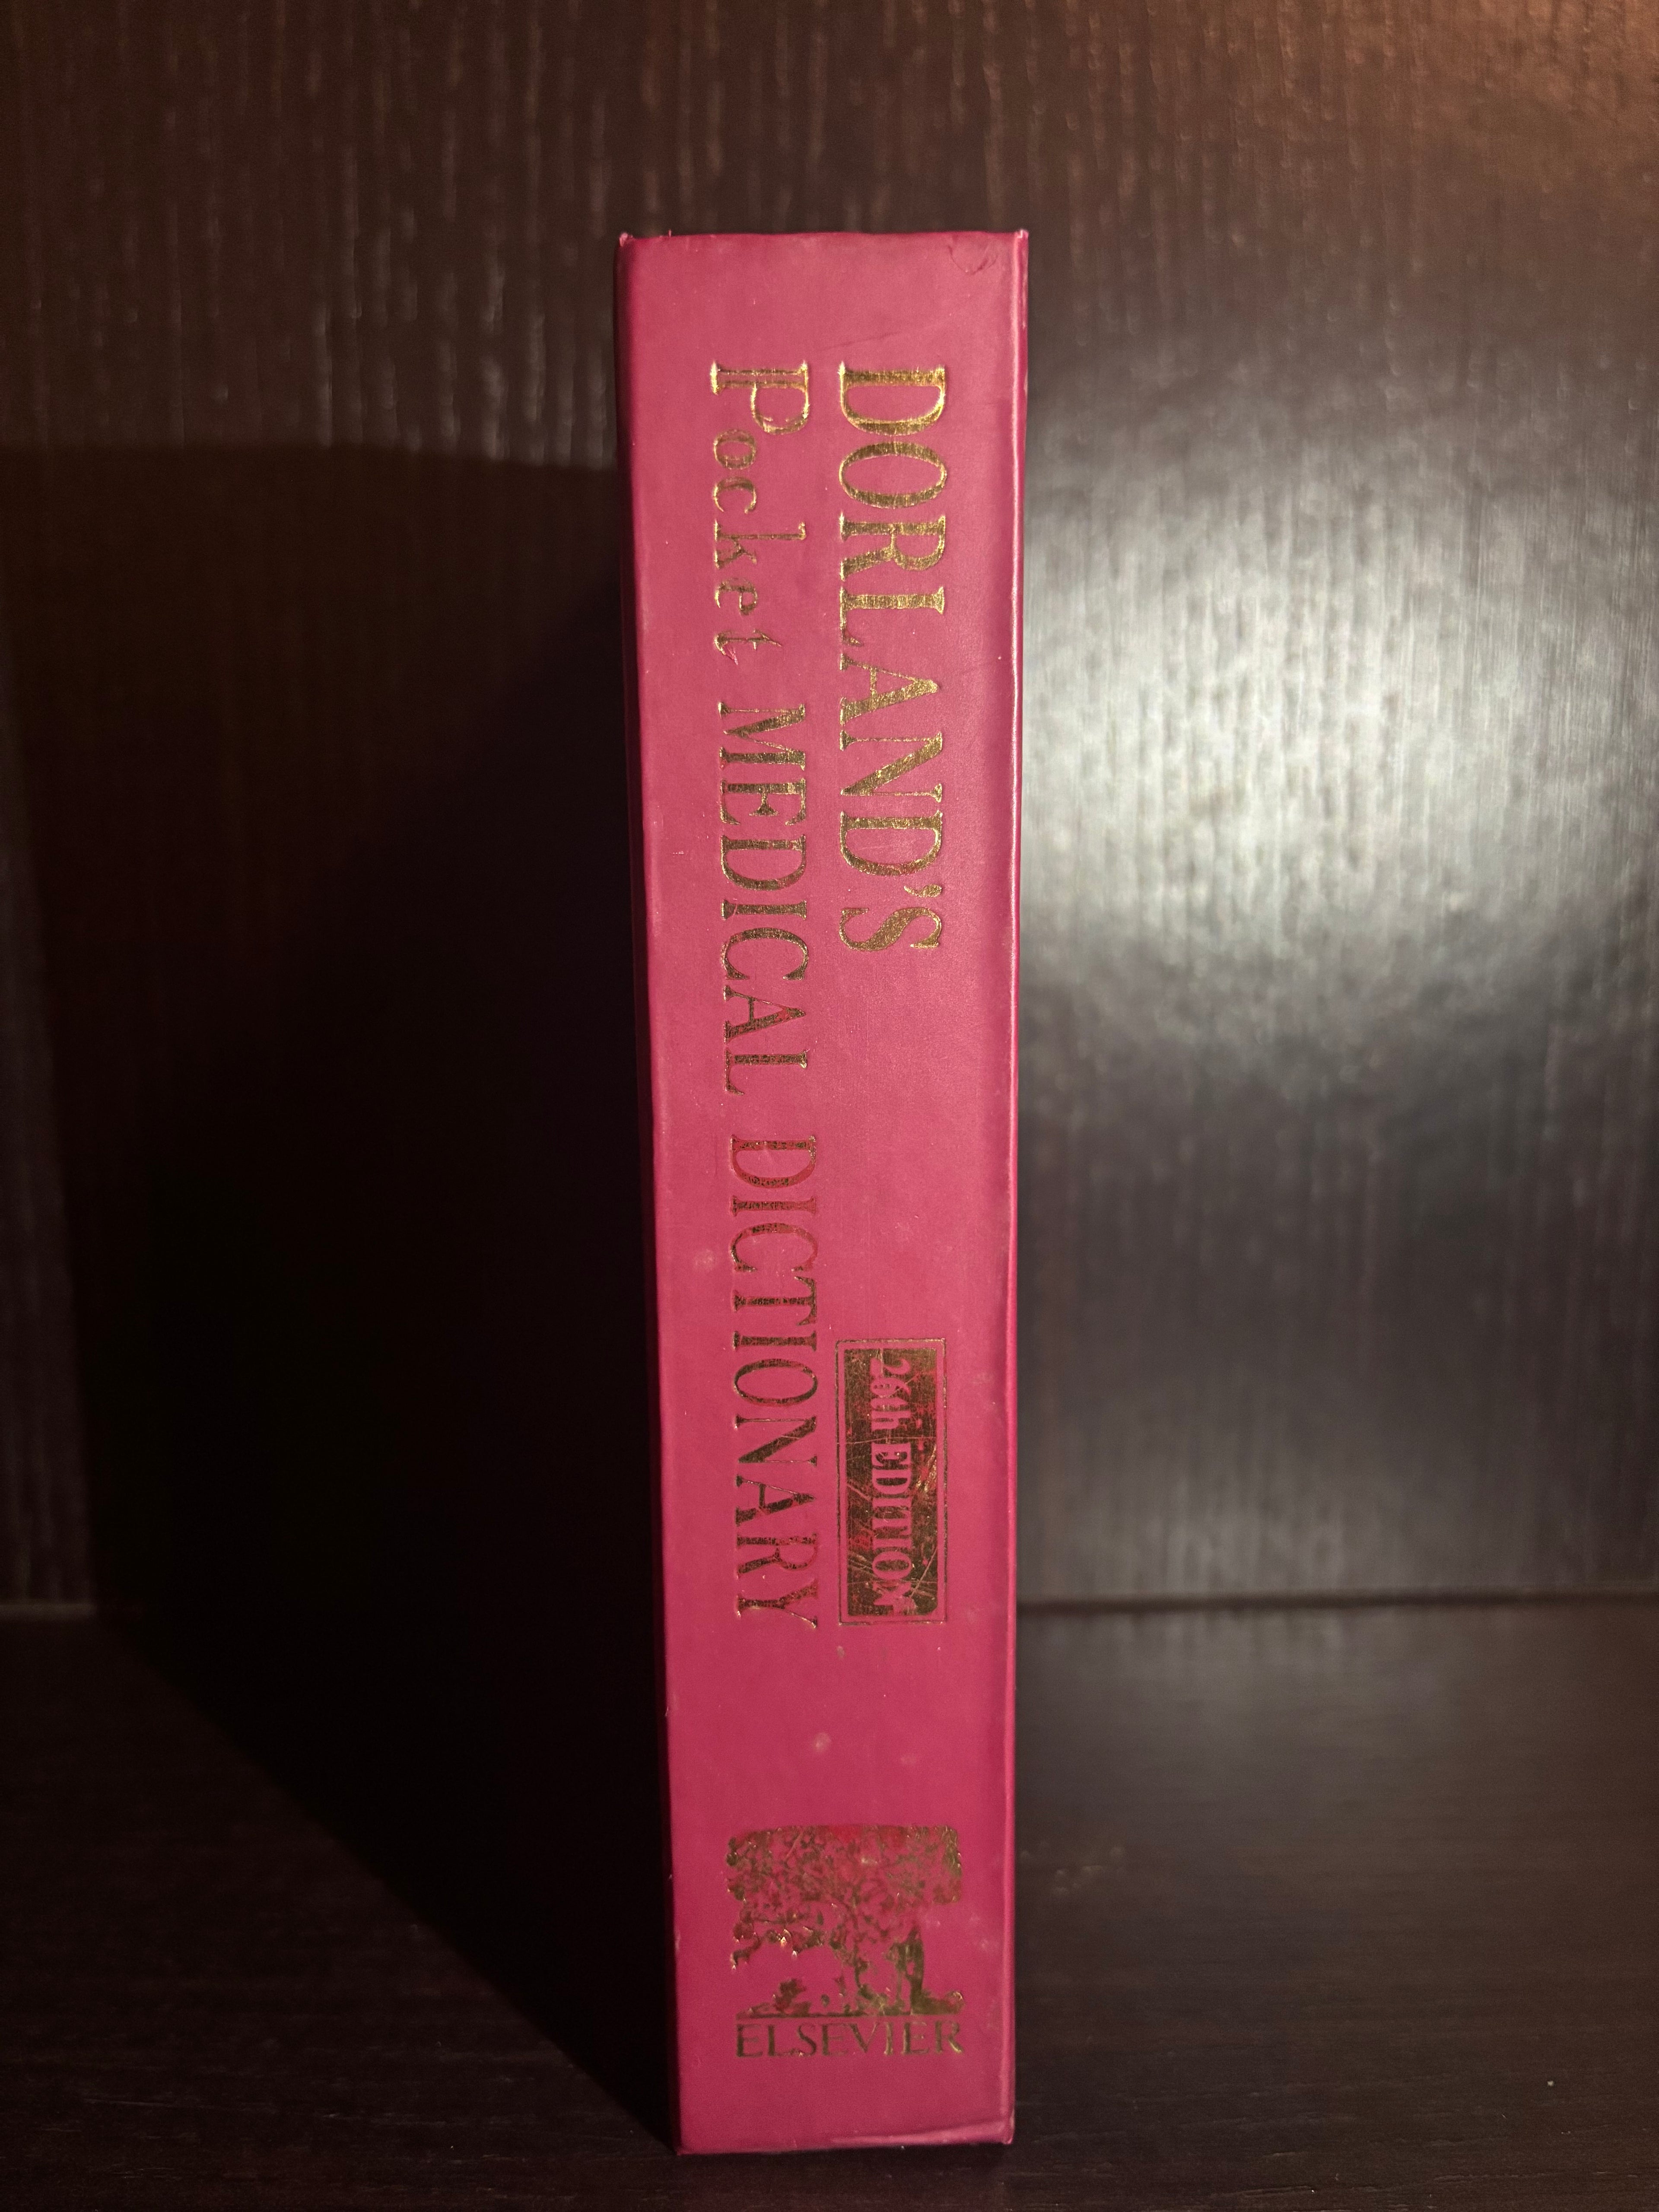 DORLAND'S
Pocket MEDICAL DICTIONARY
26th EDITION
ELSEVIER